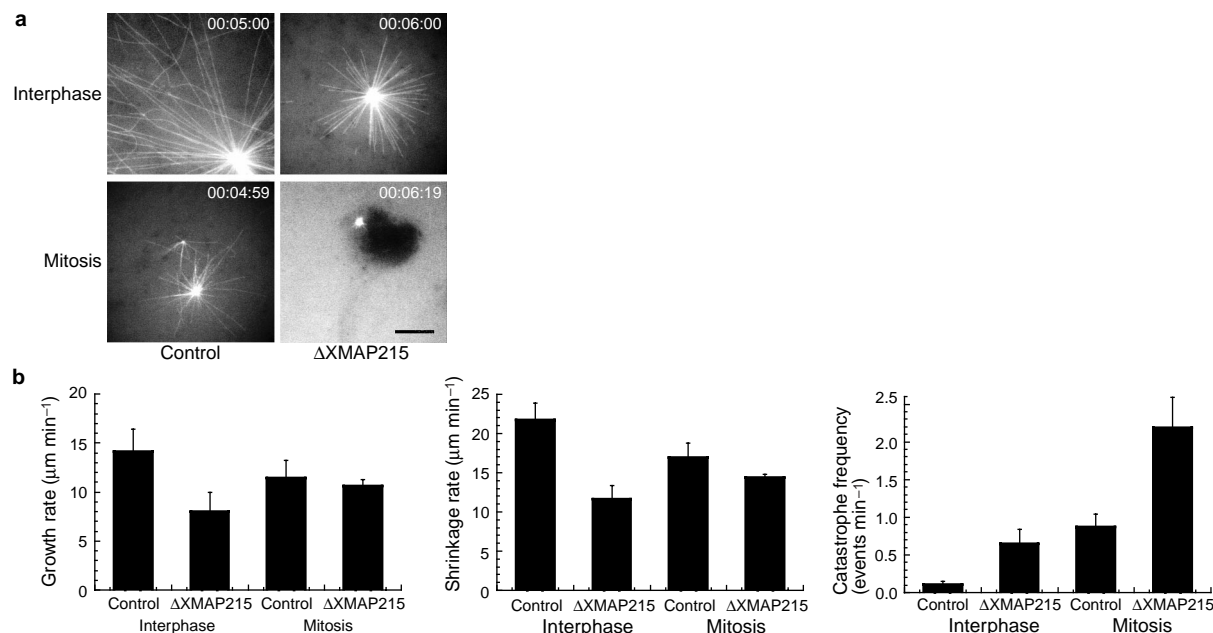 a
Interphase
00:05:00
00:06:00
Mitosis
00:04:59
00:06:19
Control
ΔXMAP215
b
Growth rate (μm min⁻¹)
20
15
10
5
0
Control ΔXMAP215 Control ΔXMAP215
Interphase Mitosis
Shrinkage rate (μm min⁻¹)
25
20
15
10
5
0
Control ΔXMAP215 Control ΔXMAP215
Interphase Mitosis
Catastrophe frequency
(events min⁻¹)
2.5
2.0
1.5
1.0
0.5
0
Control ΔXMAP215 Control ΔXMAP215
Interphase Mitosis